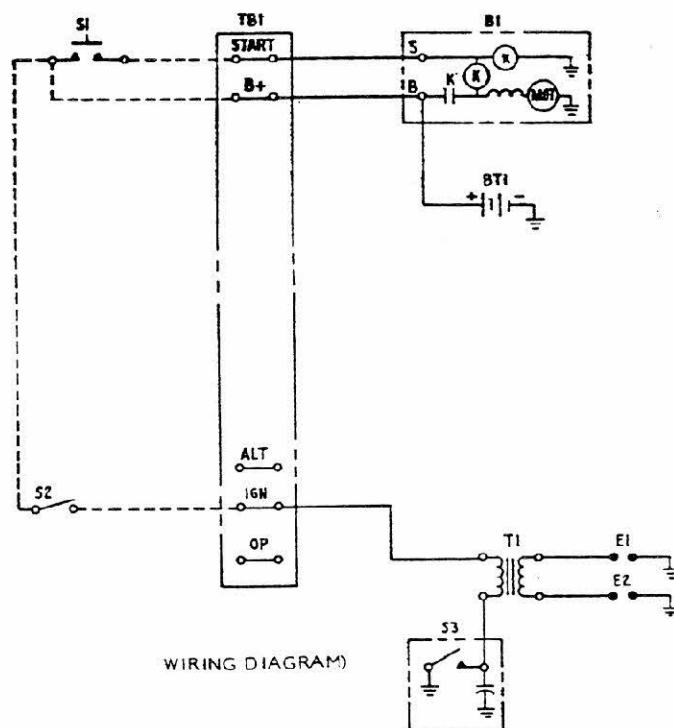 S1
TB1
B1
START
S
K
B+
B
K
K
MOT
BT1
+
-
ALT
S2
IGN
OP
T1
E1
E2
S3
WIRING DIAGRAM)